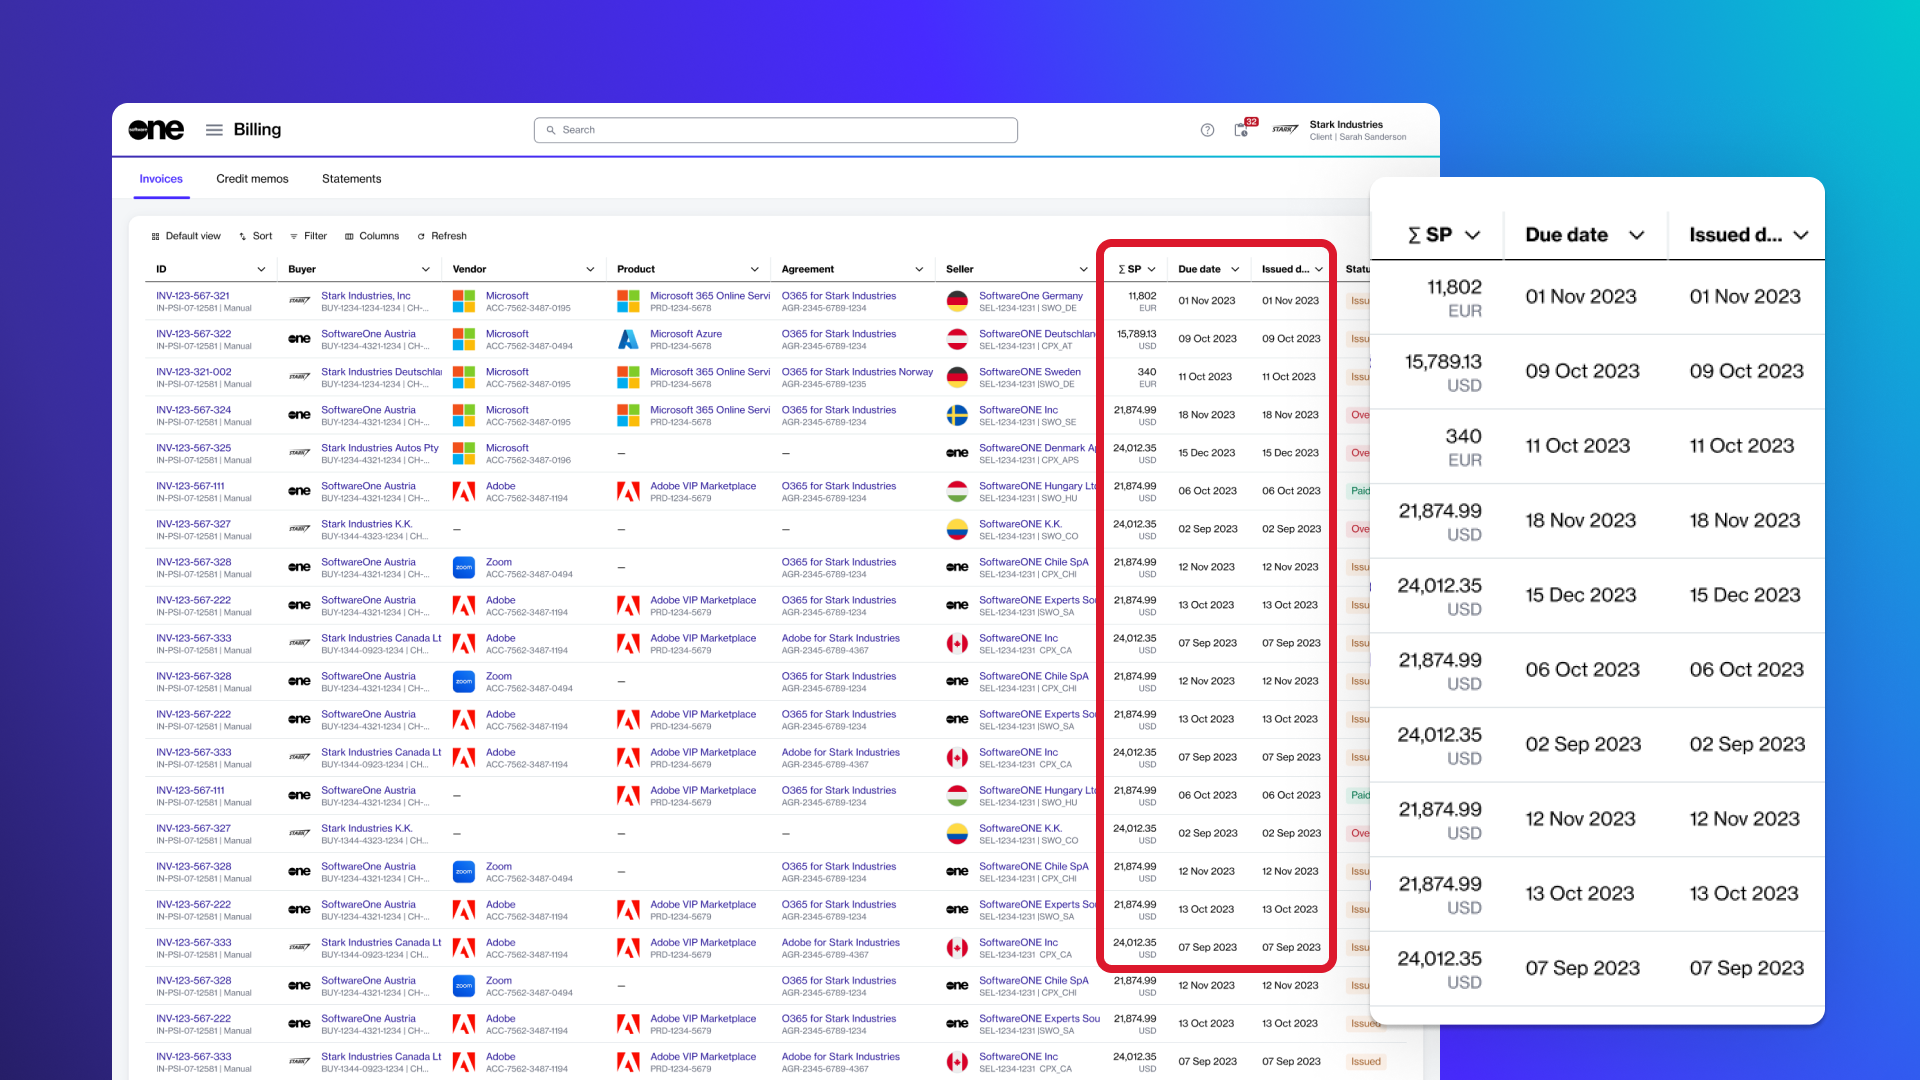 software one
Billing
Search
32
STARK
Stark Industries
Client | Sarah Sanderson
Invoices
Credit memos
Statements
Default view
Sort
Filter
Columns
Refresh
ID Buyer Vendor Product Agreement Seller Σ SP Due date Issued d... Statu
INV-123-567-321 Stark Industries, Inc Microsoft Microsoft 365 Online Servi O365 for Stark Industries SoftwareOne Germany 11,802 01 Nov 2023 01 Nov 2023 Issu
IN-PSI-07-12581 | Manual BUY-1234-4321-1234 | CH-... ACC-7562-3487-0195 PRD-1234-5678 AGR-2345-6789-1234 SEL-1234-1231 | SWO_DE EUR
INV-123-567-322 SoftwareOne Austria Microsoft Microsoft Azure O365 for Stark Industries SoftwareONE Deutschlan 15,789.13 09 Oct 2023 09 Oct 2023 Issu
IN-PSI-07-12581 | Manual BUY-1234-4321-1234 | CH-... ACC-7562-3487-0494 PRD-1234-5678 AGR-2345-6789-1234 SEL-1234-1231 | CPX_AT USD
INV-123-321-002 Stark Industries Deutschlar Microsoft Microsoft 365 Online Servi O365 for Stark Industries Norway SoftwareONE Sweden 340 11 Oct 2023 11 Oct 2023 Issu
IN-PSI-07-12581 | Manual BUY-1234-1234-1234 | CH-... ACC-7562-3487-0195 PRD-1234-5678 AGR-2345-6789-1235 SEL-1234-1231 |SWO_DE EUR
INV-123-567-324 SoftwareOne Austria Microsoft Microsoft 365 Online Servi O365 for Stark Industries SoftwareONE Inc 21,874.99 18 Nov 2023 18 Nov 2023 Ove
IN-PSI-07-12581 | Manual BUY-1234-4321-1234 | CH-... ACC-7562-3487-0195 PRD-1234-5678 AGR-2345-6789-1234 SEL-1234-1231 | SWO_SE USD
INV-123-567-325 Stark Industries Autos Pty Microsoft — — SoftwareONE Denmark A 24,012.35 15 Dec 2023 15 Dec 2023 Ove
IN-PSI-07-12581 | Manual BUY-1234-4321-1234 | CH-... ACC-7562-3487-0196 SEL-1234-1231 | CPX_APS USD
INV-123-567-111 SoftwareOne Austria Adobe Adobe VIP Marketplace O365 for Stark Industries SoftwareONE Hungary Ltd 21,874.99 06 Oct 2023 06 Oct 2023 Paid
IN-PSI-07-12581 | Manual BUY-1234-4321-1234 | CH-... ACC-7562-3487-1194 PRD-1234-5679 AGR-2345-6789-1234 SEL-1234-1231 | SWO_HU USD
INV-123-567-327 Stark Industries K.K. — — — SoftwareONE K.K. 24,012.35 02 Sep 2023 02 Sep 2023 Ove
IN-PSI-07-12581 | Manual BUY-1344-4323-1234 | CH... SEL-1234-1231 | SWO_CO USD
INV-123-567-328 SoftwareOne Austria Zoom — O365 for Stark Industries SoftwareONE Chile SpA 21,874.99 12 Nov 2023 12 Nov 2023 Issu
IN-PSI-07-12581 | Manual BUY-1234-4321-1234 | CH-... ACC-7562-3487-0494 AGR-2345-6789-1234 SEL-1234-1231 | CPX_CHI USD
INV-123-567-222 SoftwareOne Austria Adobe Adobe VIP Marketplace O365 for Stark Industries SoftwareONE Experts Sou 21,874.99 13 Oct 2023 13 Oct 2023 Issu
IN-PSI-07-12581 | Manual BUY-1234-4321-1234 | CH-... ACC-7562-3487-1194 PRD-1234-5679 AGR-2345-6789-1234 SEL-1234-1231 |SWO_SA USD
INV-123-567-333 Stark Industries Canada Lt Adobe Adobe VIP Marketplace Adobe for Stark Industries SoftwareONE Inc 24,012.35 07 Sep 2023 07 Sep 2023 Issu
IN-PSI-07-12581 | Manual BUY-1344-0923-1234 | CH... ACC-7562-3487-1194 PRD-1234-5679 AGR-2345-6789-4367 SEL-1234-1231 CPX_CA USD
INV-123-567-328 SoftwareOne Austria Zoom — O365 for Stark Industries SoftwareONE Chile SpA 21,874.99 12 Nov 2023 12 Nov 2023 Issu
IN-PSI-07-12581 | Manual BUY-1234-4321-1234 | CH-... ACC-7562-3487-0494 AGR-2345-6789-1234 SEL-1234-1231 | CPX_CHI USD
INV-123-567-222 SoftwareOne Austria Adobe Adobe VIP Marketplace O365 for Stark Industries SoftwareONE Experts Sou 21,874.99 13 Oct 2023 13 Oct 2023 Issu
IN-PSI-07-12581 | Manual BUY-1234-4321-1234 | CH-... ACC-7562-3487-1194 PRD-1234-5679 AGR-2345-6789-1234 SEL-1234-1231 |SWO_SA USD
INV-123-567-333 Stark Industries Canada Lt Adobe Adobe VIP Marketplace Adobe for Stark Industries SoftwareONE Inc 24,012.35 07 Sep 2023 07 Sep 2023 Issu
IN-PSI-07-12581 | Manual BUY-1344-0923-1234 | CH... ACC-7562-3487-1194 PRD-1234-5679 AGR-2345-6789-4367 SEL-1234-1231 CPX_CA USD
INV-123-567-111 SoftwareOne Austria — Adobe VIP Marketplace O365 for Stark Industries SoftwareONE Hungary Ltd 21,874.99 06 Oct 2023 06 Oct 2023 Paid
IN-PSI-07-12581 | Manual BUY-1234-4321-1234 | CH-... PRD-1234-5679 AGR-2345-6789-1234 SEL-1234-1231 | SWO_HU USD
INV-123-567-327 Stark Industries K.K. — — — SoftwareONE K.K. 24,012.35 02 Sep 2023 02 Sep 2023 Ove
IN-PSI-07-12581 | Manual BUY-1344-4323-1234 | CH... SEL-1234-1231 | SWO_CO USD
INV-123-567-328 SoftwareOne Austria Zoom — O365 for Stark Industries SoftwareONE Chile SpA 21,874.99 12 Nov 2023 12 Nov 2023 Issu
IN-PSI-07-12581 | Manual BUY-1234-4321-1234 | CH-... ACC-7562-3487-0494 AGR-2345-6789-1234 SEL-1234-1231 | CPX_CHI USD
INV-123-567-222 SoftwareOne Austria Adobe Adobe VIP Marketplace O365 for Stark Industries SoftwareONE Experts Sou 21,874.99 13 Oct 2023 13 Oct 2023 Issu
IN-PSI-07-12581 | Manual BUY-1234-4321-1234 | CH-... ACC-7562-3487-1194 PRD-1234-5679 AGR-2345-6789-1234 SEL-1234-1231 |SWO_SA USD
INV-123-567-333 Stark Industries Canada Lt Adobe Adobe VIP Marketplace Adobe for Stark Industries SoftwareONE Inc 24,012.35 07 Sep 2023 07 Sep 2023 Issu
IN-PSI-07-12581 | Manual BUY-1344-0923-1234 | CH... ACC-7562-3487-1194 PRD-1234-5679 AGR-2345-6789-4367 SEL-1234-1231 CPX_CA USD
INV-123-567-328 SoftwareOne Austria Zoom — O365 for Stark Industries SoftwareONE Chile SpA 21,874.99 12 Nov 2023 12 Nov 2023 Issu
IN-PSI-07-12581 | Manual BUY-1234-4321-1234 | CH-... ACC-7562-3487-0494 AGR-2345-6789-1234 SEL-1234-1231 | CPX_CHI USD
INV-123-567-222 SoftwareOne Austria Adobe Adobe VIP Marketplace O365 for Stark Industries SoftwareONE Experts Sou 21,874.99 13 Oct 2023 13 Oct 2023 Issued
IN-PSI-07-12581 | Manual BUY-1234-4321-1234 | CH-... ACC-7562-3487-1194 PRD-1234-5679 AGR-2345-6789-1234 SEL-1234-1231 |SWO_SA USD
INV-123-567-333 Stark Industries Canada Lt Adobe Adobe VIP Marketplace Adobe for Stark Industries SoftwareONE Inc 24,012.35 07 Sep 2023 07 Sep 2023 Issued
IN-PSI-07-12581 | Manual BUY-1344-0923-1234 | CH... ACC-7562-3487-1194 PRD-1234-5679 AGR-2345-6789-4367 SEL-1234-1231 CPX_CA USD
Σ SP Due date Issued d...
11,802 01 Nov 2023 01 Nov 2023
EUR
15,789.13 09 Oct 2023 09 Oct 2023
USD
340 11 Oct 2023 11 Oct 2023
EUR
21,874.99 18 Nov 2023 18 Nov 2023
USD
24,012.35 15 Dec 2023 15 Dec 2023
USD
21,874.99 06 Oct 2023 06 Oct 2023
USD
24,012.35 02 Sep 2023 02 Sep 2023
USD
21,874.99 12 Nov 2023 12 Nov 2023
USD
21,874.99 13 Oct 2023 13 Oct 2023
USD
24,012.35 07 Sep 2023 07 Sep 2023
USD